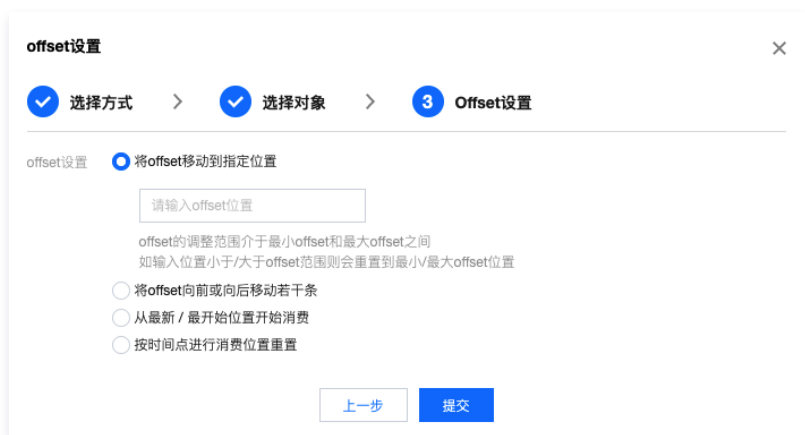 offset设置
选择方式 > 选择对象 > 3 Offset设置
offset设置 将offset移动到指定位置
请输入offset位置
offset的调整范围介于最小offset和最大offset之间
如输入位置小于/大于offset范围则会重置到最小/最大offset位置
将offset向前或向后移动若干条
从最新 / 最开始位置开始消费
按时间点进行消费位置重置
上一步 提交